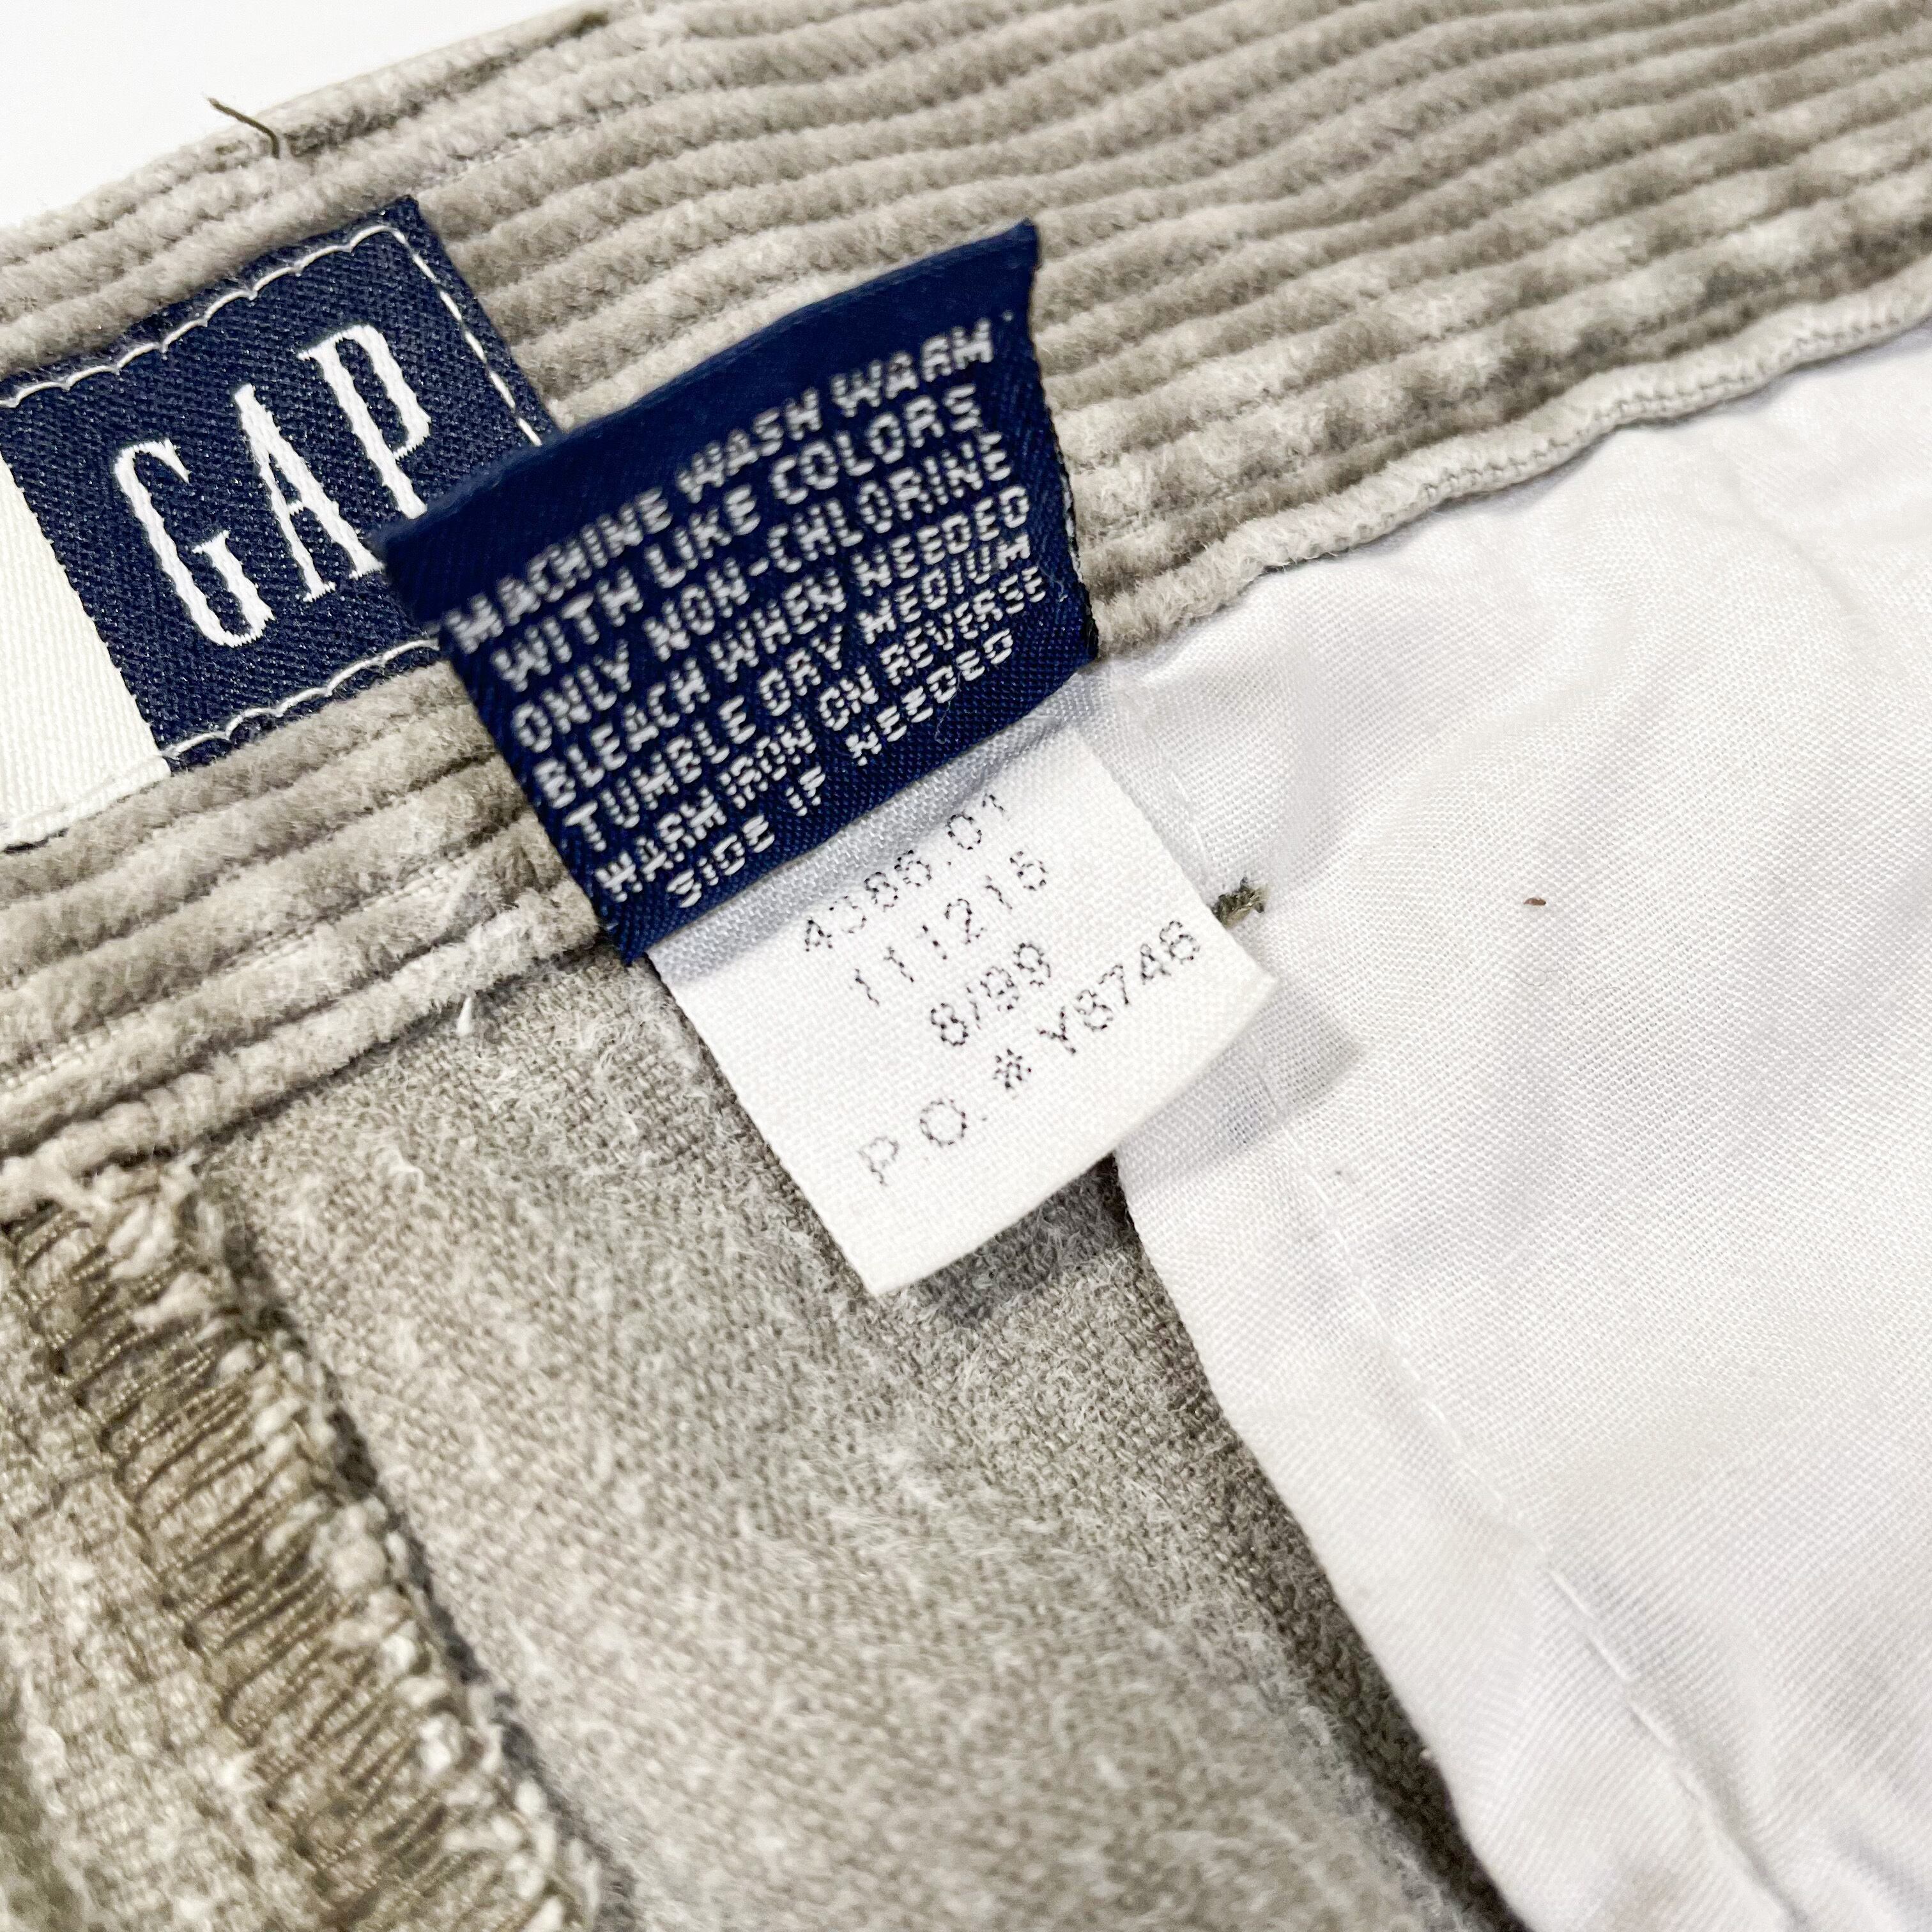 GAP
MACHINE WASH WARM
WITH LIKE COLORS
ONLY NON-CHLORINE
BLEACH WHEN NEEDED
TUMBLE DRY MEDIUM
WARM IRON ON REVERSE
SIDE IF NEEDED
4386.01
111215
8/99
P.O. # Y8746